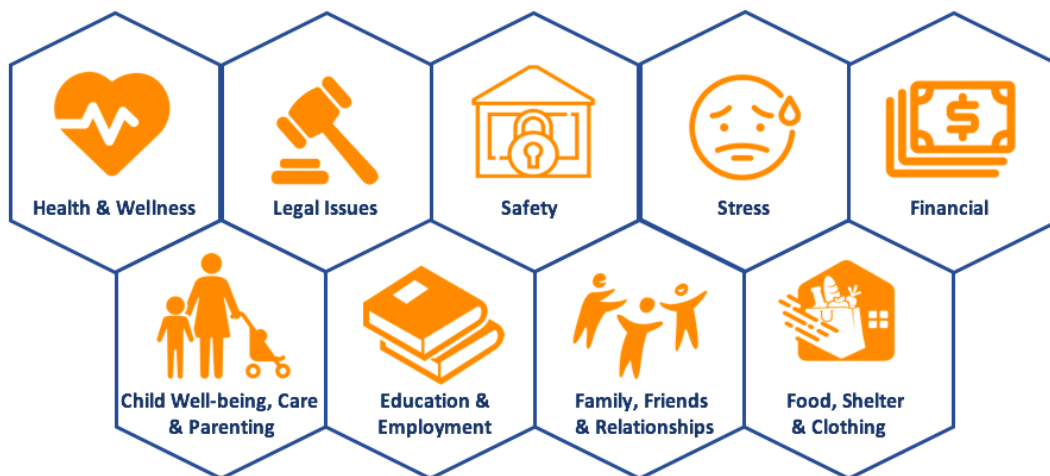 $
Health & Wellness
Legal Issues
Safety
Stress
Financial
Child Well-being, Care
& Parenting
Education &
Employment
Family, Friends
& Relationships
Food, Shelter
& Clothing